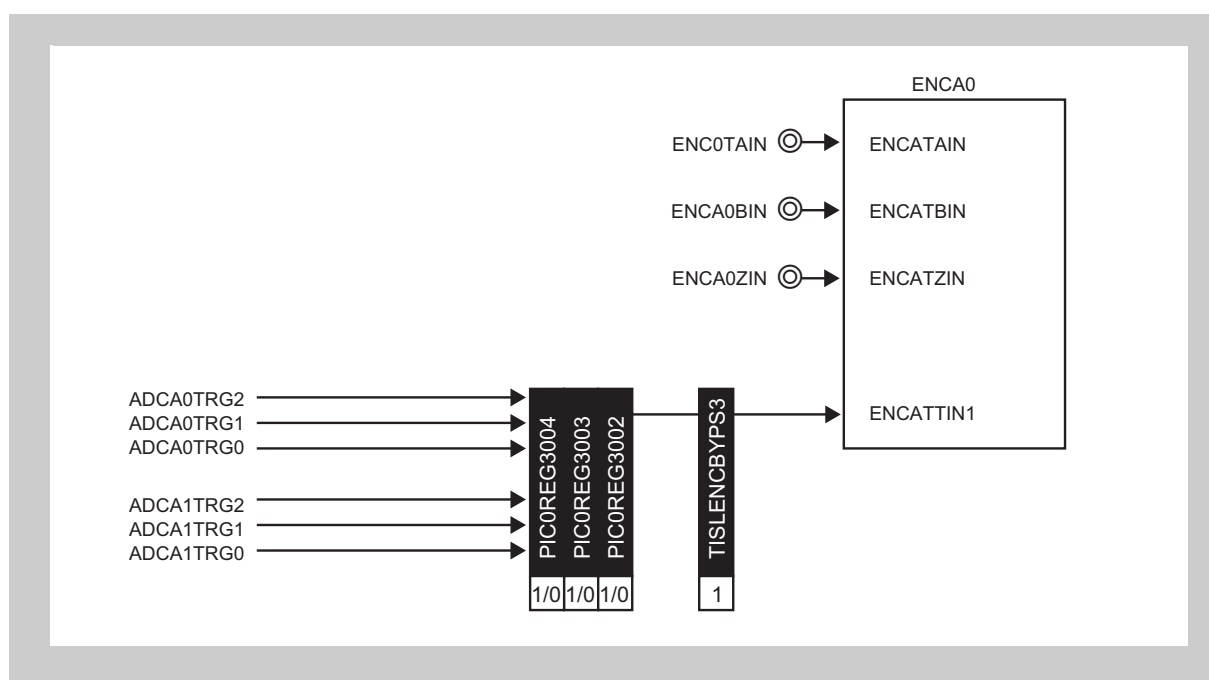 ENCA0
ENC0TAIN
ENCATAIN
ENCA0BIN
ENCATBIN
ENCA0ZIN
ENCATZIN
ADCA0TRG2
ADCA0TRG1
ADCA0TRG0
ADCA1TRG2
ADCA1TRG1
ADCA1TRG0
PIC0REG3004
PIC0REG3003
PIC0REG3002
TISLENCBYPS3
ENCATTIN1
1/0 1/0 1/0 1